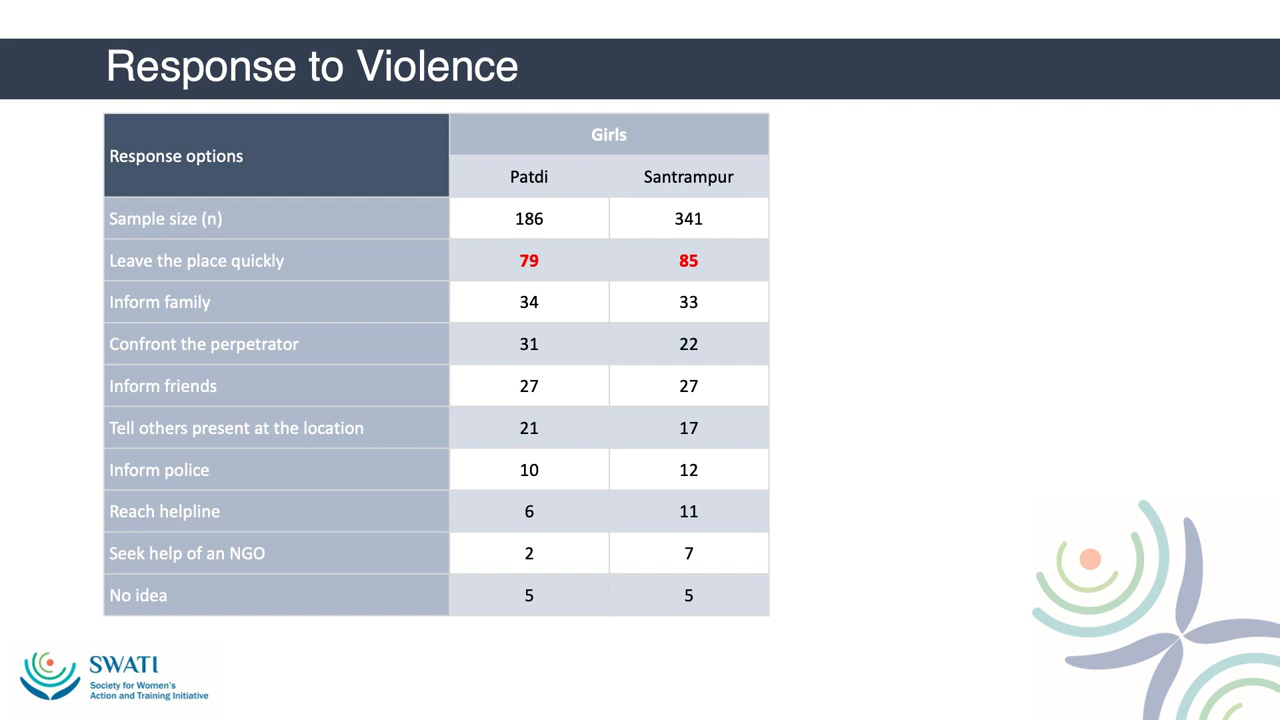 Response to Violence
Response options
Girls
Patdi Santrampur
Sample size (n) 186 341
Leave the place quickly 79 85
Inform family 34 33
Confront the perpetrator 31 22
Inform friends 27 27
Tell others present at the location 21 17
Inform police 10 12
Reach helpline 6 11
Seek help of an NGO 2 7
No idea 5 5
SWATI
Society for Women's
Action and Training Initiative